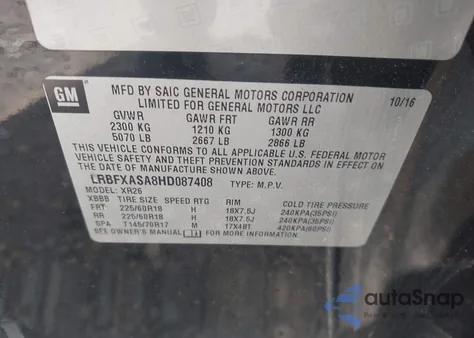 GM
MFD BY SAIC GENERAL MOTORS CORPORATION 10/16
LIMITED FOR GENERAL MOTORS LLC
GVWR GAWR FRT GAWR RR
2300 KG 1210 KG 1300 KG
5070 LB 2667 LB 2866 LB
THIS VEHICLE CONFORMS TO ALL APPLICABLE U.S. FEDERAL MOTOR
VEHICLE SAFETY AND THEFT PREVENTION STANDARDS IN EFFECT ON
THE DATE OF MANUFACTURE SHOWN ABOVE.
LRBFXASA8HD087408 TYPE: M.P.V.
MODEL: XR26
XBBB TIRE SIZE SPEED RTG RIM COLD TIRE PRESSURE
FRT 225/60R18 H 18X7.5J 240KPA(35PSI)
RR 225/60R18 H 18X7.5J 240KPA(35PSI)
SPA T145/70R17 M 17X4BT 420KPA(60PSI)
SEE OWNER'S MANUAL FOR MORE INFORMATION
autoSnap